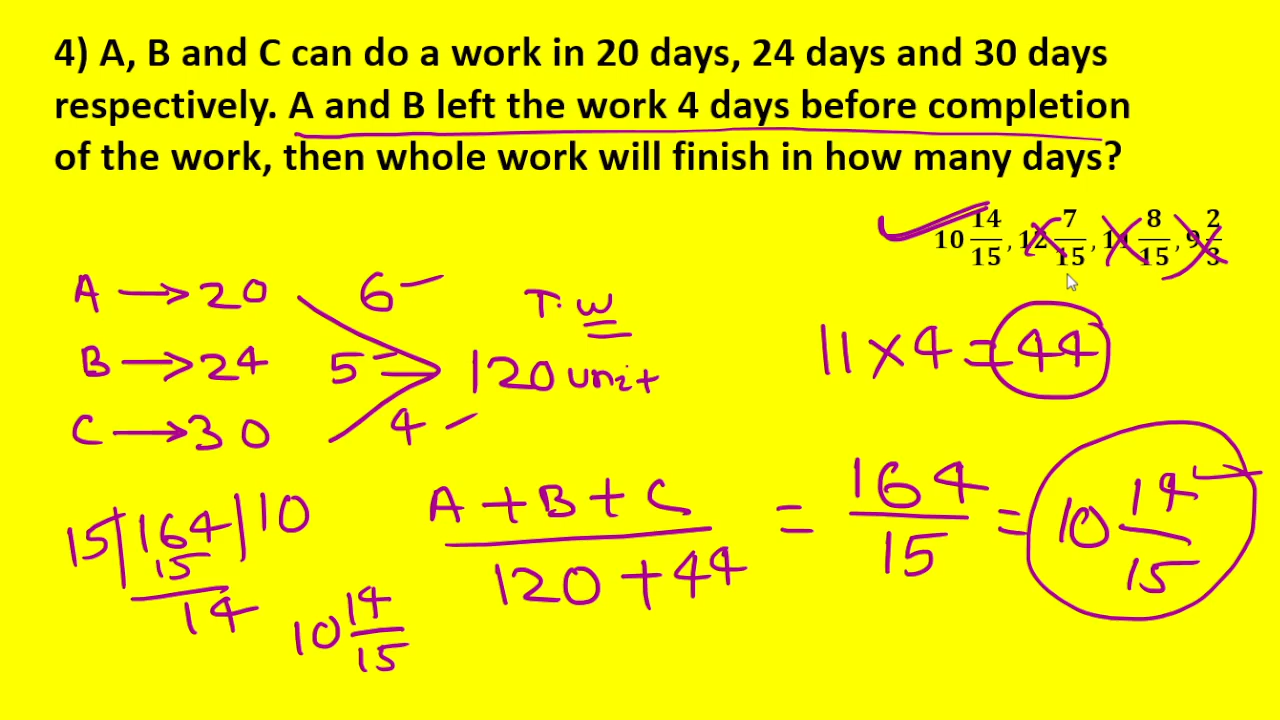 4) A, B and C can do a work in 20 days, 24 days and 30 days
respectively. A and B left the work 4 days before completion
of the work, then whole work will finish in how many days?
10 14/15, 12 7/15, 11 8/15, 9 2/3
A → 20 6
T. W
B → 24 5 120 unit
C → 30 4
11 × 4 = 44
A + B + C / 120 + 44 = 164/15 = 10 14/15
15 | 164 | 10
15
14
10 14/15